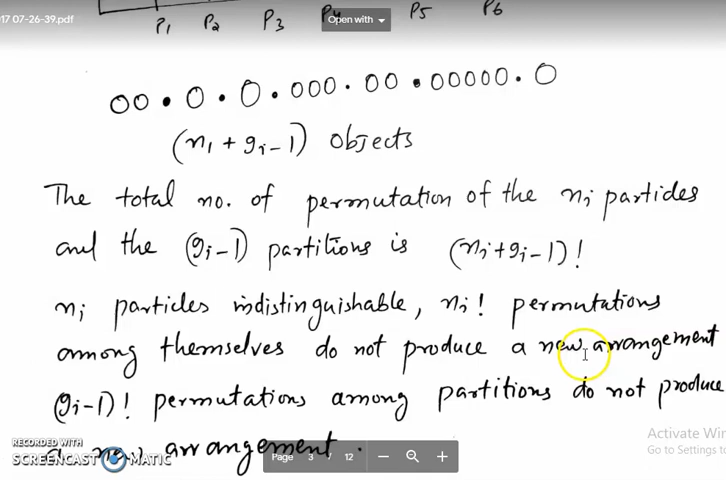 17 07-26-39.pdf
Open with
P1 P2 P3 P4 P5 P6
(n1 + gi-1) objects
The total no. of permutation of the ni particles
and the (gi-1) partitions is (ni+gi-1)!
ni particles indistinguishable, ni! permutations
among themselves do not produce a new arrangement
(gi-1)! permutations among partitions do not produce
a new arrangement.
RECORDED WITH
SCREENCAST MATIC
Page 3 / 12
Activate Win
Go to Settings to